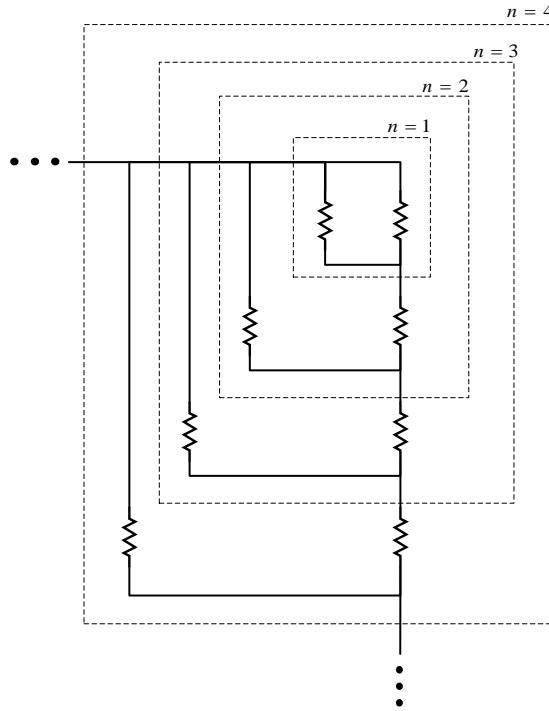 n = 4
n = 3
n = 2
n = 1